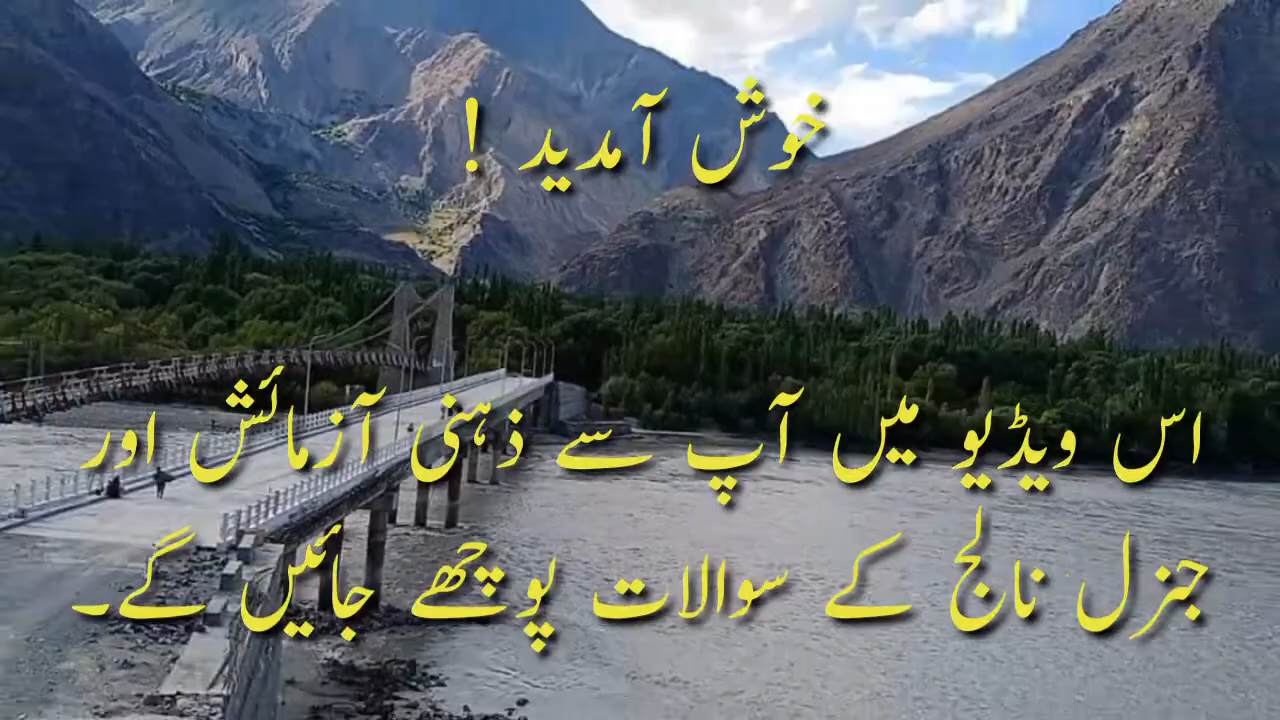 خوش آمدید !
اس ویڈیو میں آپ سے ذہنی آزمائش اور
جنرل نالج کے سوالات پوچھے جائیں گے۔